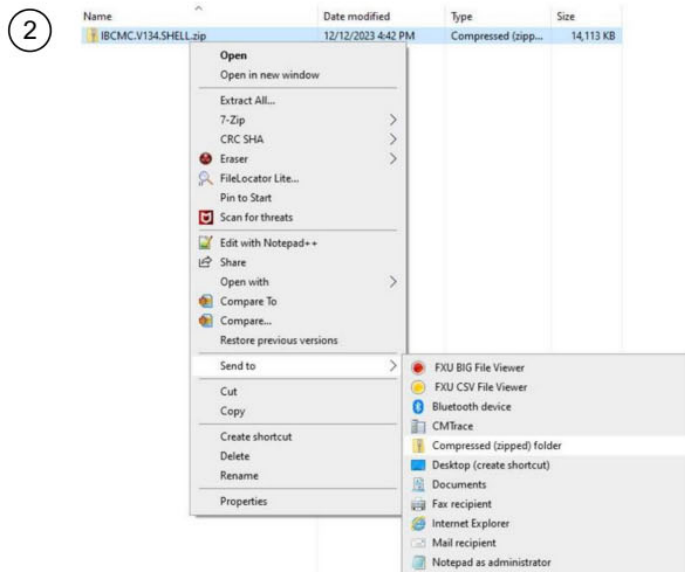 2
Name Date modified Type Size
IBCMC.V134.SHELL.zip 12/12/2023 4:42 PM Compressed (zipp... 14,113 KB
Open
Open in new window
Extract All...
7-Zip
CRC SHA
Eraser
FileLocator Lite...
Pin to Start
Scan for threats
Edit with Notepad++
Share
Open with
Compare To
Compare...
Restore previous versions
Send to
FXU BIG File Viewer
FXU CSV File Viewer
Cut
Bluetooth device
Copy
CMTrace
Create shortcut
Compressed (zipped) folder
Delete
Desktop (create shortcut)
Rename
Documents
Properties
Fax recipient
Internet Explorer
Mail recipient
Notepad as administrator